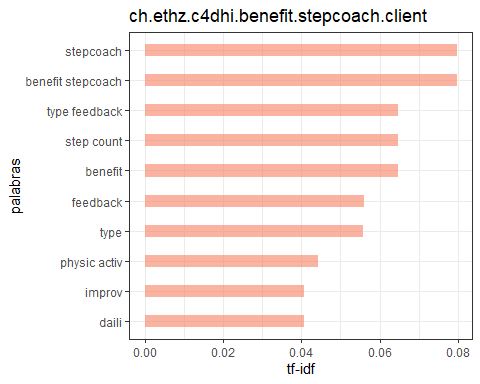 ch.ethz.c4dhi.benefit.stepcoach.client
palabras
stepcoach
benefit stepcoach
type feedback
step count
benefit
feedback
type
physic activ
improv
daili
0.00 0.02 0.04 0.06 0.08
tf-idf